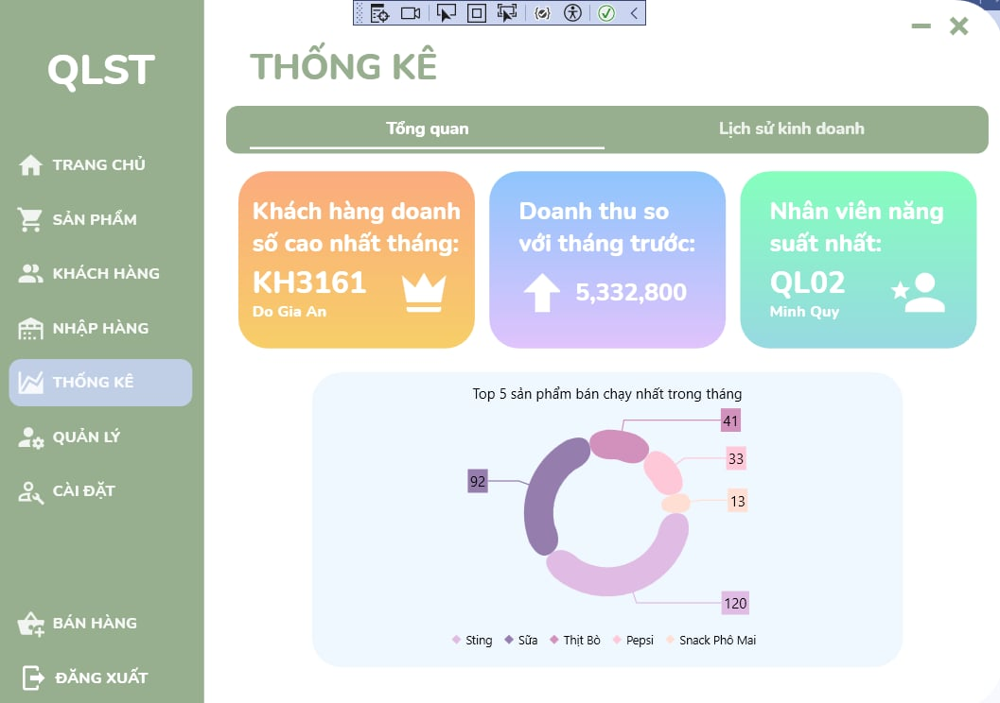 QLST
TRANG CHỦ
SẢN PHẨM
KHÁCH HÀNG
NHẬP HÀNG
THỐNG KÊ
QUẢN LÝ
CÀI ĐẶT
BÁN HÀNG
ĐĂNG XUẤT
THỐNG KÊ
Tổng quan
Lịch sử kinh doanh
Khách hàng doanh
số cao nhất tháng:
KH3161
Do Gia An
Doanh thu so
với tháng trước:
5,332,800
Nhân viên năng
suất nhất:
QL02
Minh Quy
Top 5 sản phẩm bán chạy nhất trong tháng
41
33
92
13
120
Sting
Sữa
Thịt Bò
Pepsi
Snack Phô Mai